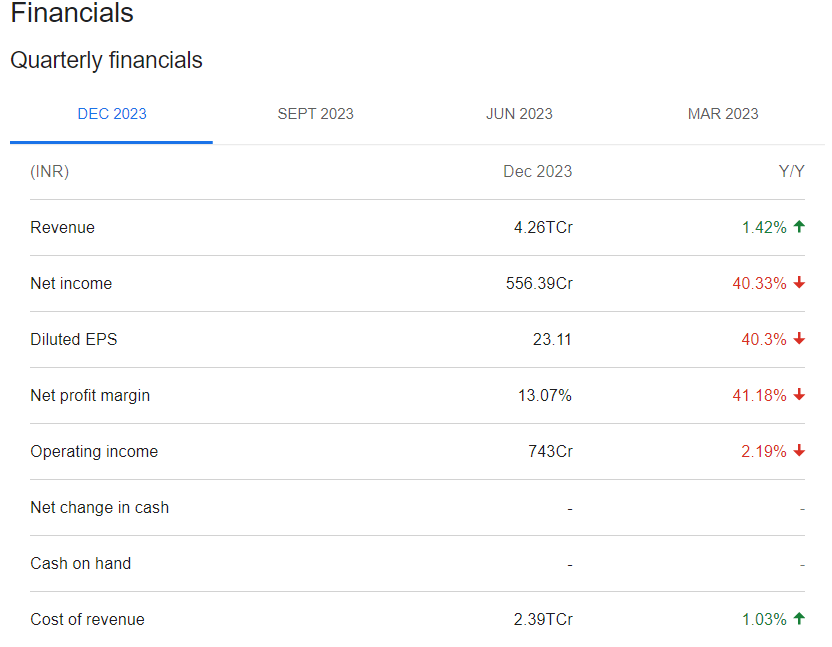 Financials
Quarterly financials
DEC 2023 SEPT 2023 JUN 2023 MAR 2023
(INR) Dec 2023 Y/Y
Revenue 4.26TCr 1.42%
Net income 556.39Cr 40.33%
Diluted EPS 23.11 40.3%
Net profit margin 13.07% 41.18%
Operating income 743Cr 2.19%
Net change in cash - -
Cash on hand - -
Cost of revenue 2.39TCr 1.03%